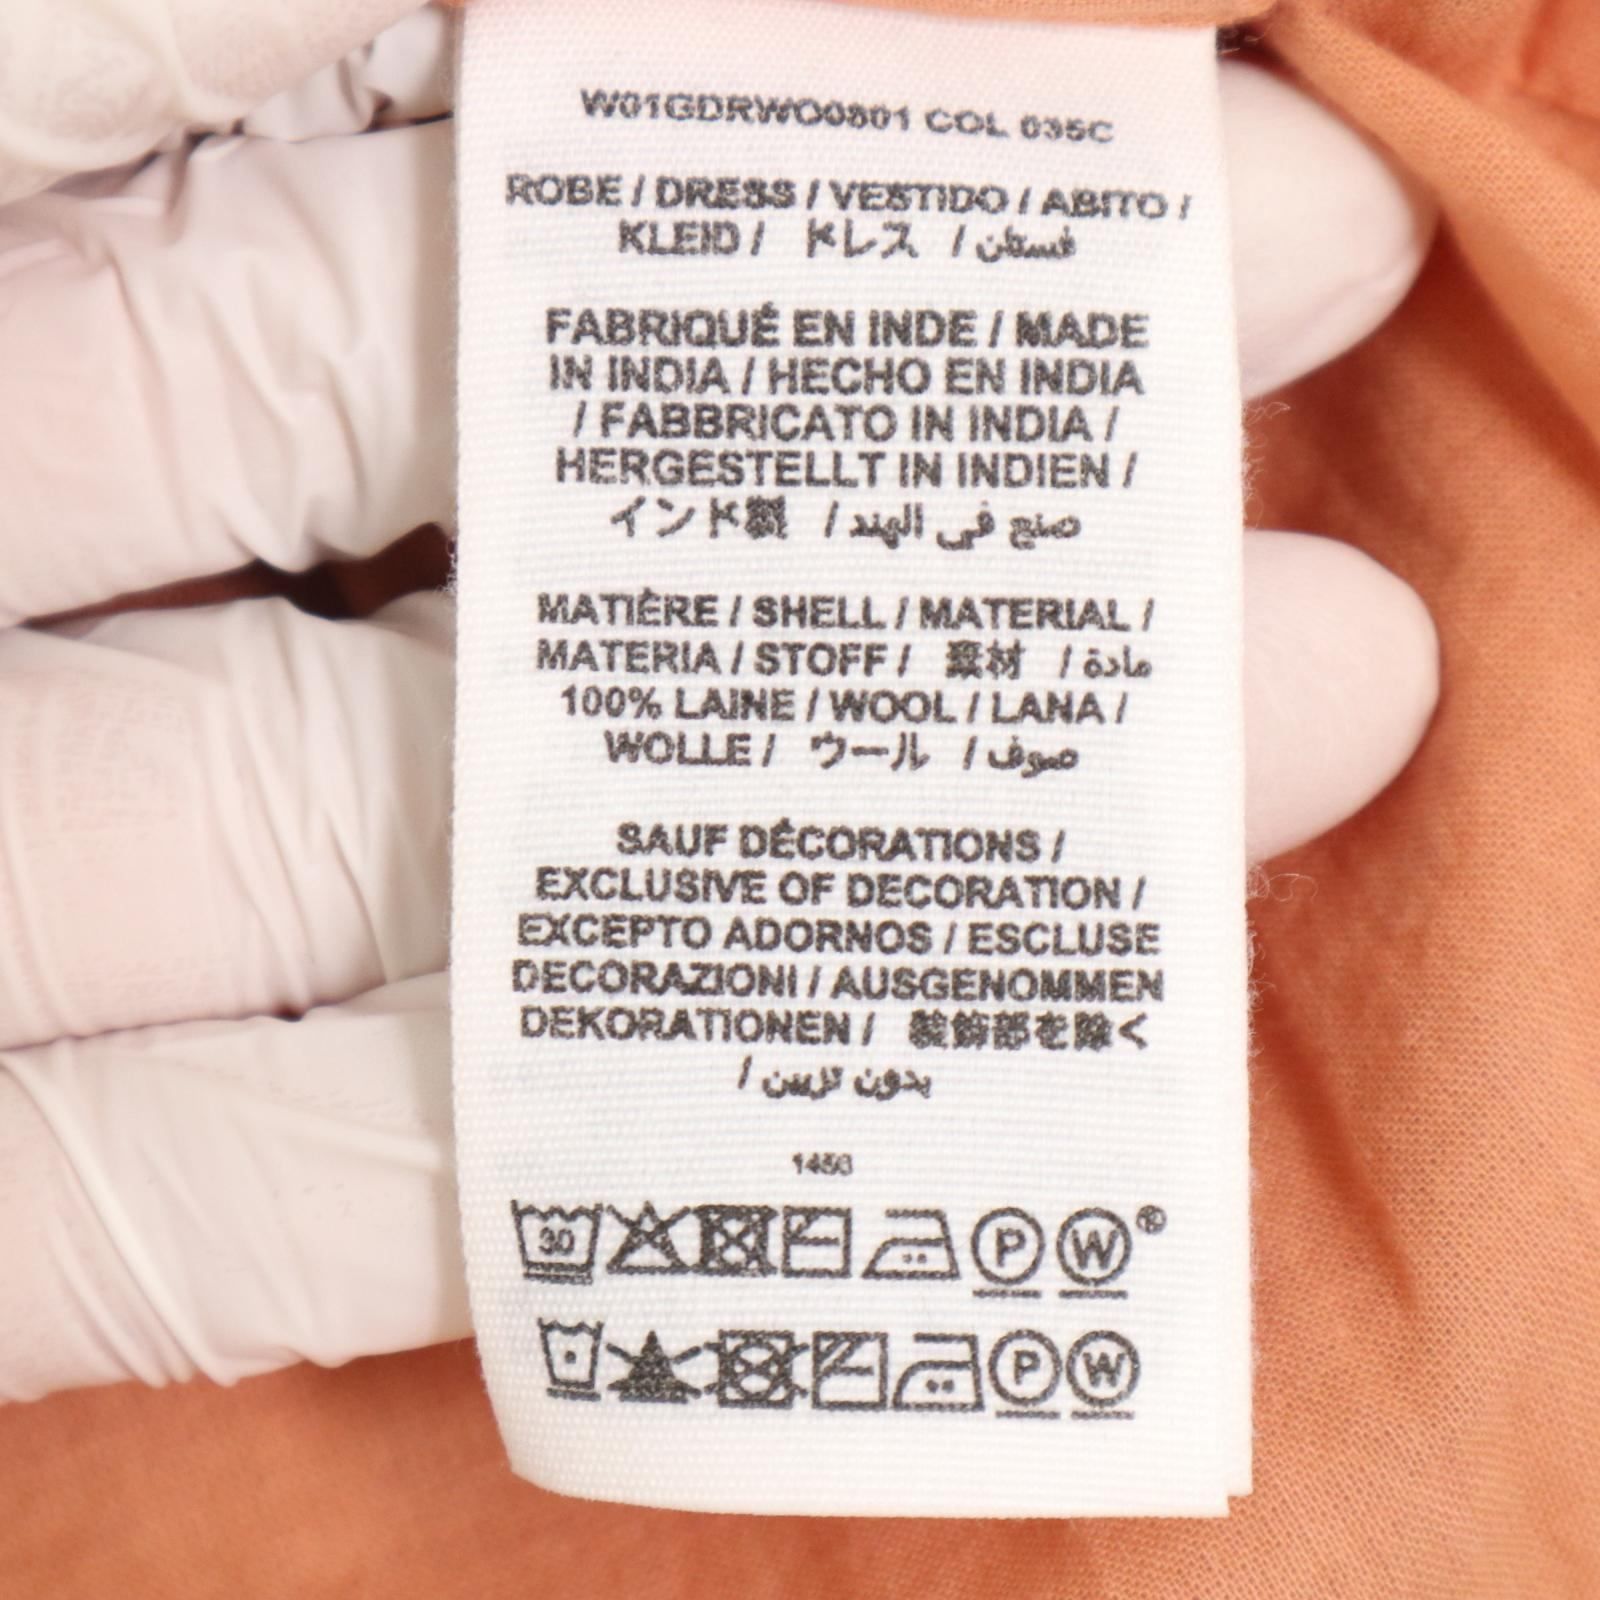 W01GDRWO0801 COL 035C
ROBE / DRESS / VESTIDO / ABITO /
KLEID / ドレス / فستان
FABRIQUÉ EN INDE / MADE
IN INDIA / HECHO EN INDIA
/ FABBRICATO IN INDIA /
HERGESTELLT IN INDIEN /
インド製 / صنع في الهند
MATIÈRE / SHELL / MATERIAL /
MATERIA / STOFF / 素材 / مادة
100% LAINE / WOOL / LANA /
WOLLE / ウール / صوف
SAUF DÉCORATIONS /
EXCLUSIVE OF DECORATION /
EXCEPTO ADORNOS / ESCLUSE
DECORAZIONI / AUSGENOMMEN
DEKORATIONEN / 装飾部を除く
/ بدون تزيين
30 P W ®
P W